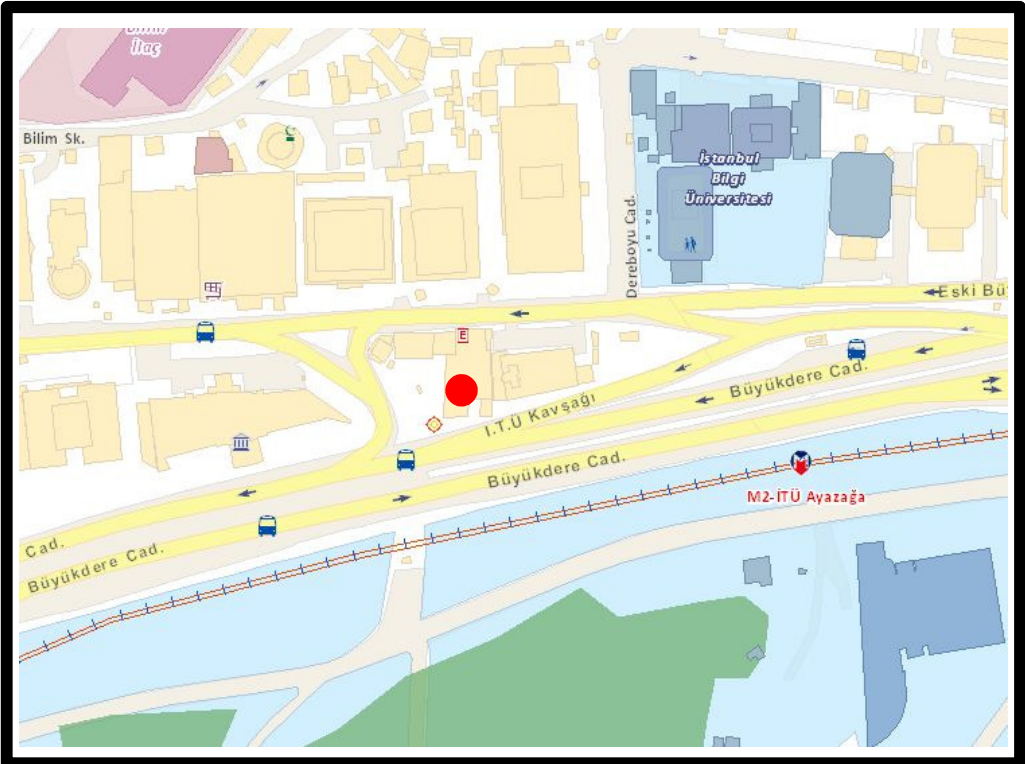 İlaç
Bilim Sk.
İstanbul
Bilgi
Üniversitesi
Dereboyu Cad.
Eski Bü
E
Büyükdere Cad.
I.T.Ü Kavşağı
Büyükdere Cad.
M2-İTÜ Ayazağa
Cad.
Büyükdere Cad.